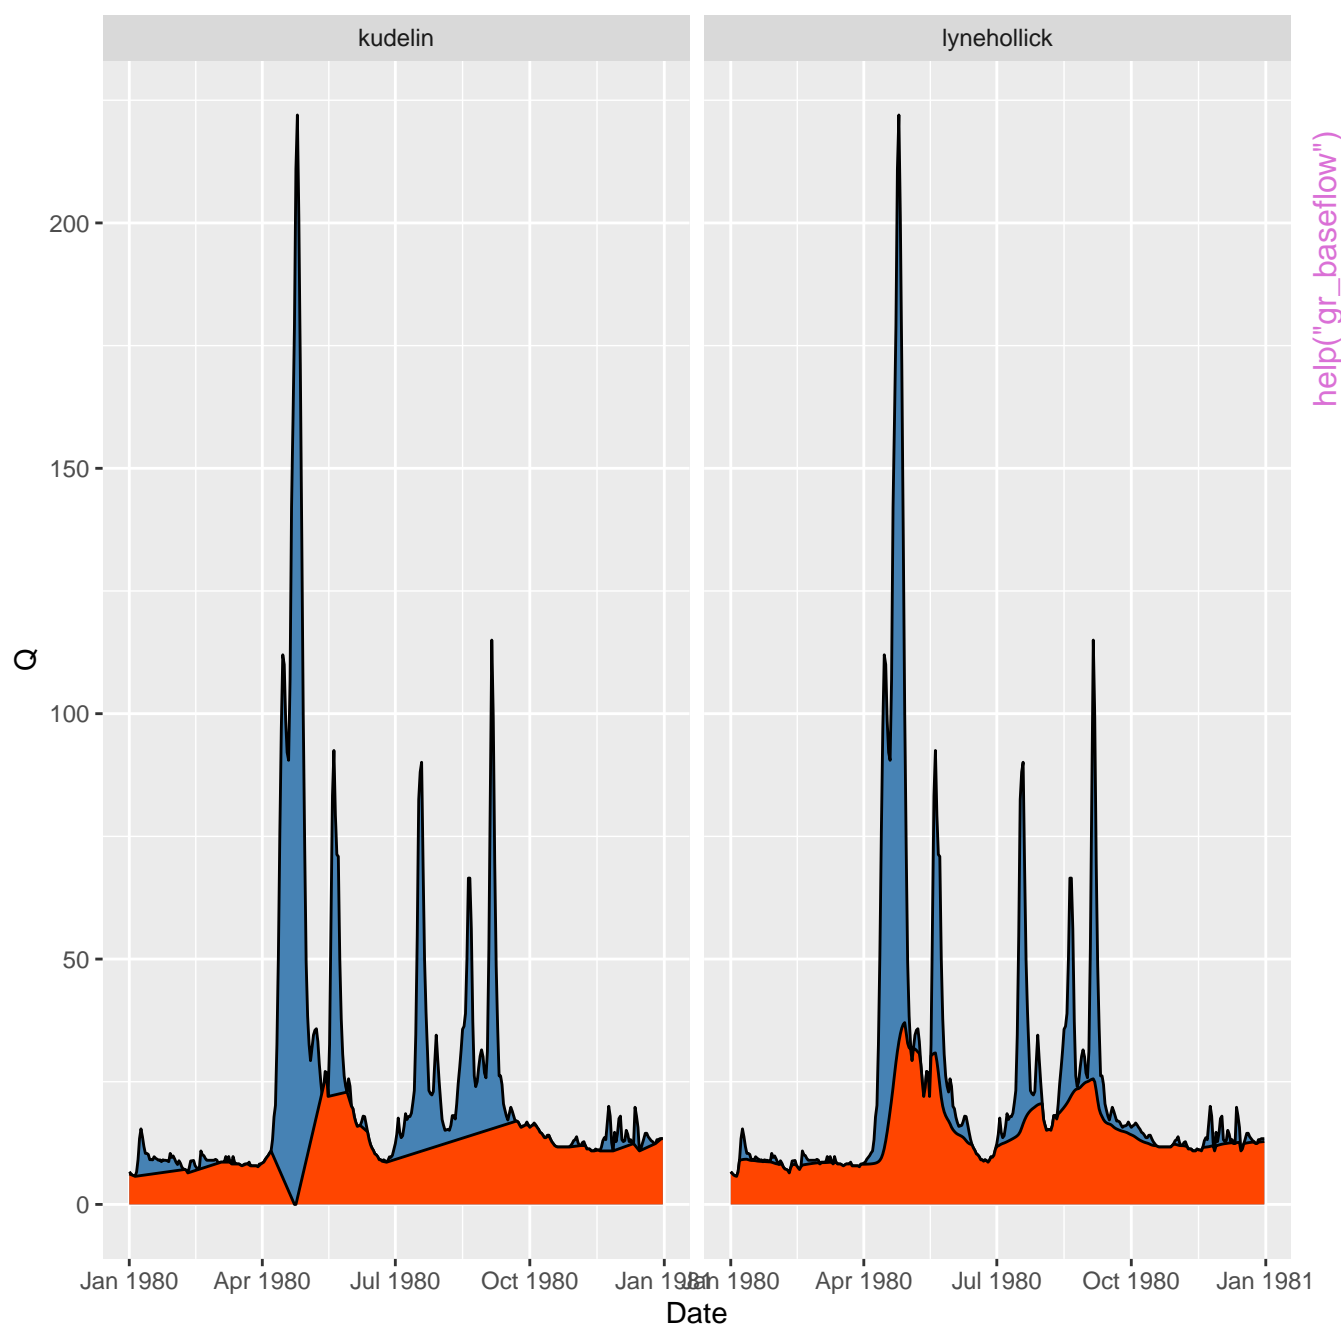 kudelin
lynehollick
help("gr_baseflow")
Q
200
150
100
50
0
Jan 1980
Apr 1980
Jul 1980
Oct 1980
Jan 1981
Jan 1980
Apr 1980
Jul 1980
Oct 1980
Jan 1981
Date